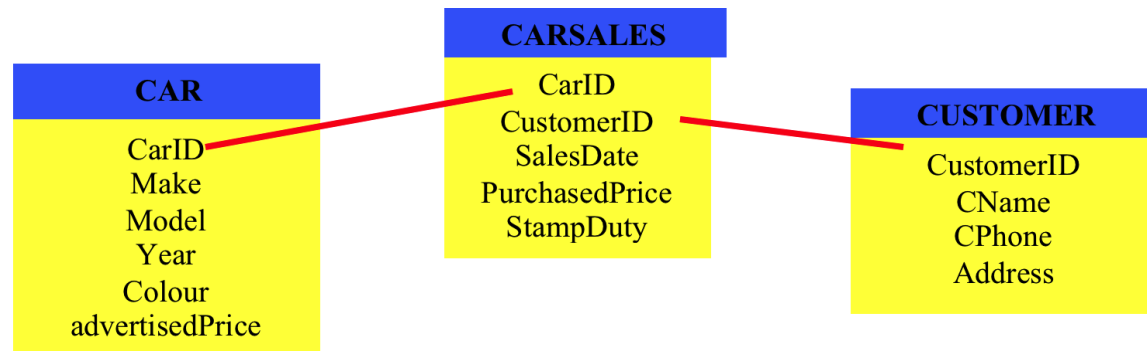 CAR
CarID
Make
Model
Year
Colour
advertisedPrice
CARSALES
CarID
CustomerID
SalesDate
PurchasedPrice
StampDuty
CUSTOMER
CustomerID
CName
CPhone
Address